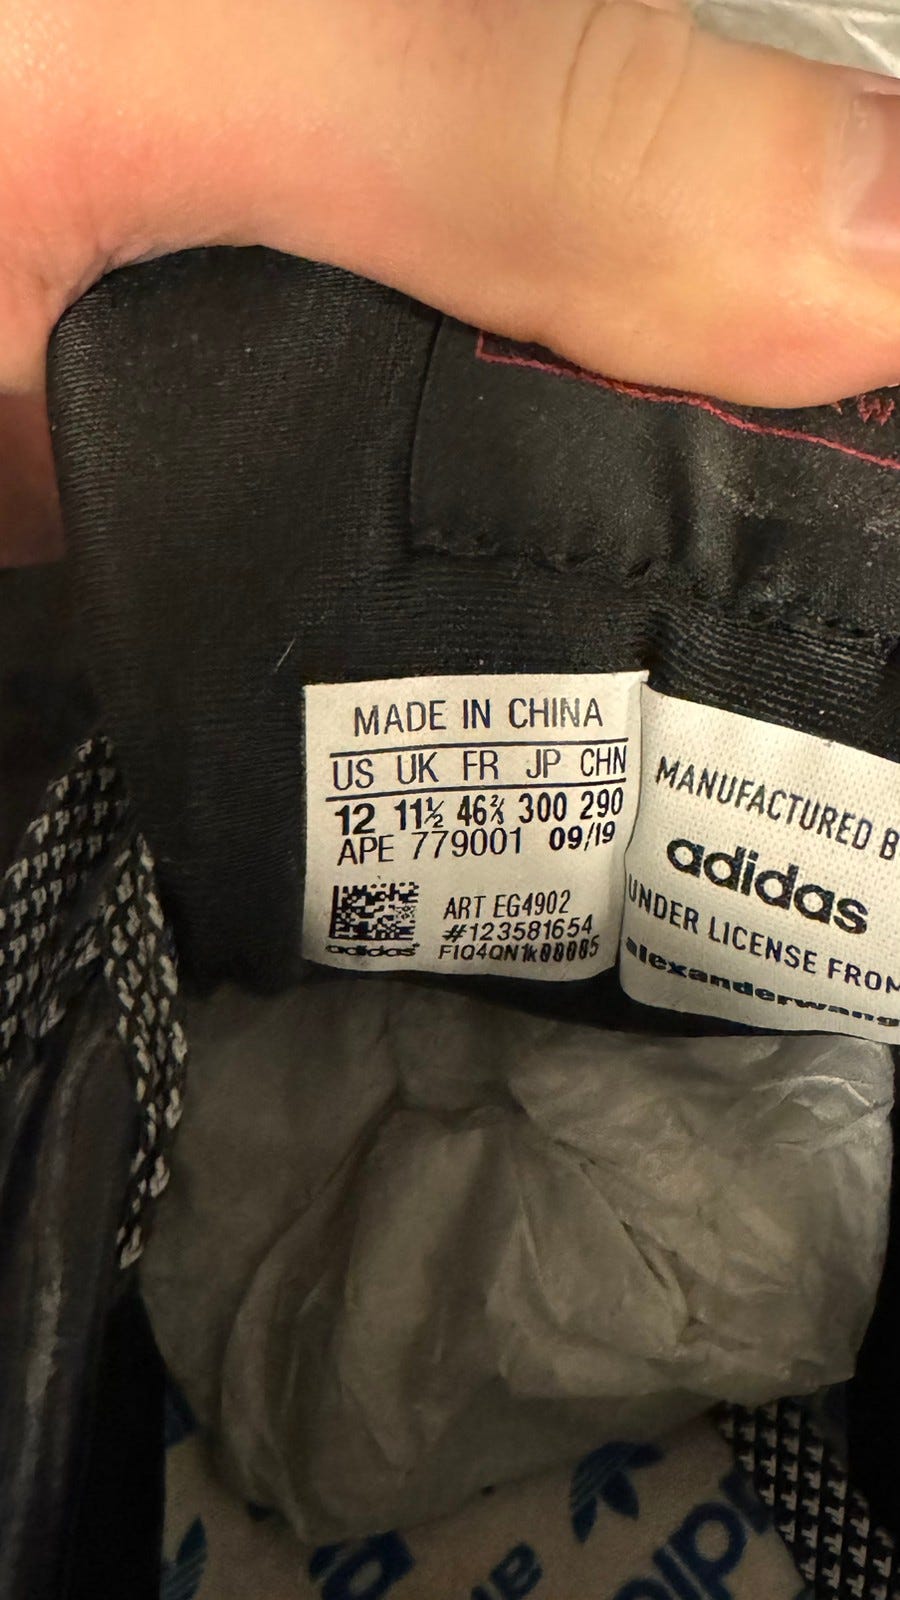 W
MADE IN CHINA
US UK FR JP CHN
12 11½ 46⅔ 300 290
APE 779001 09/19
ART EG4902
#123581654
adidas
MANUFACTURED B
adidas
UNDER LICENSE FROM
alexanderwang
adidas